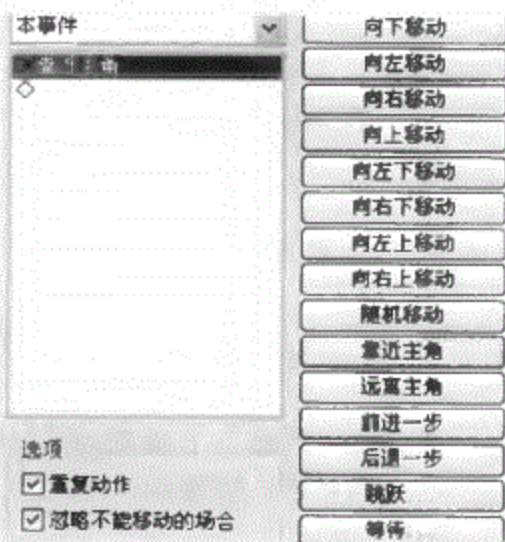 本事件
选项
重复动作
忽略不能移动的场合
向下移动
向左移动
向右移动
向上移动
向左下移动
向右下移动
向左上移动
向右上移动
随机移动
靠近主角
远离主角
前进一步
后退一步
跳跃
等待